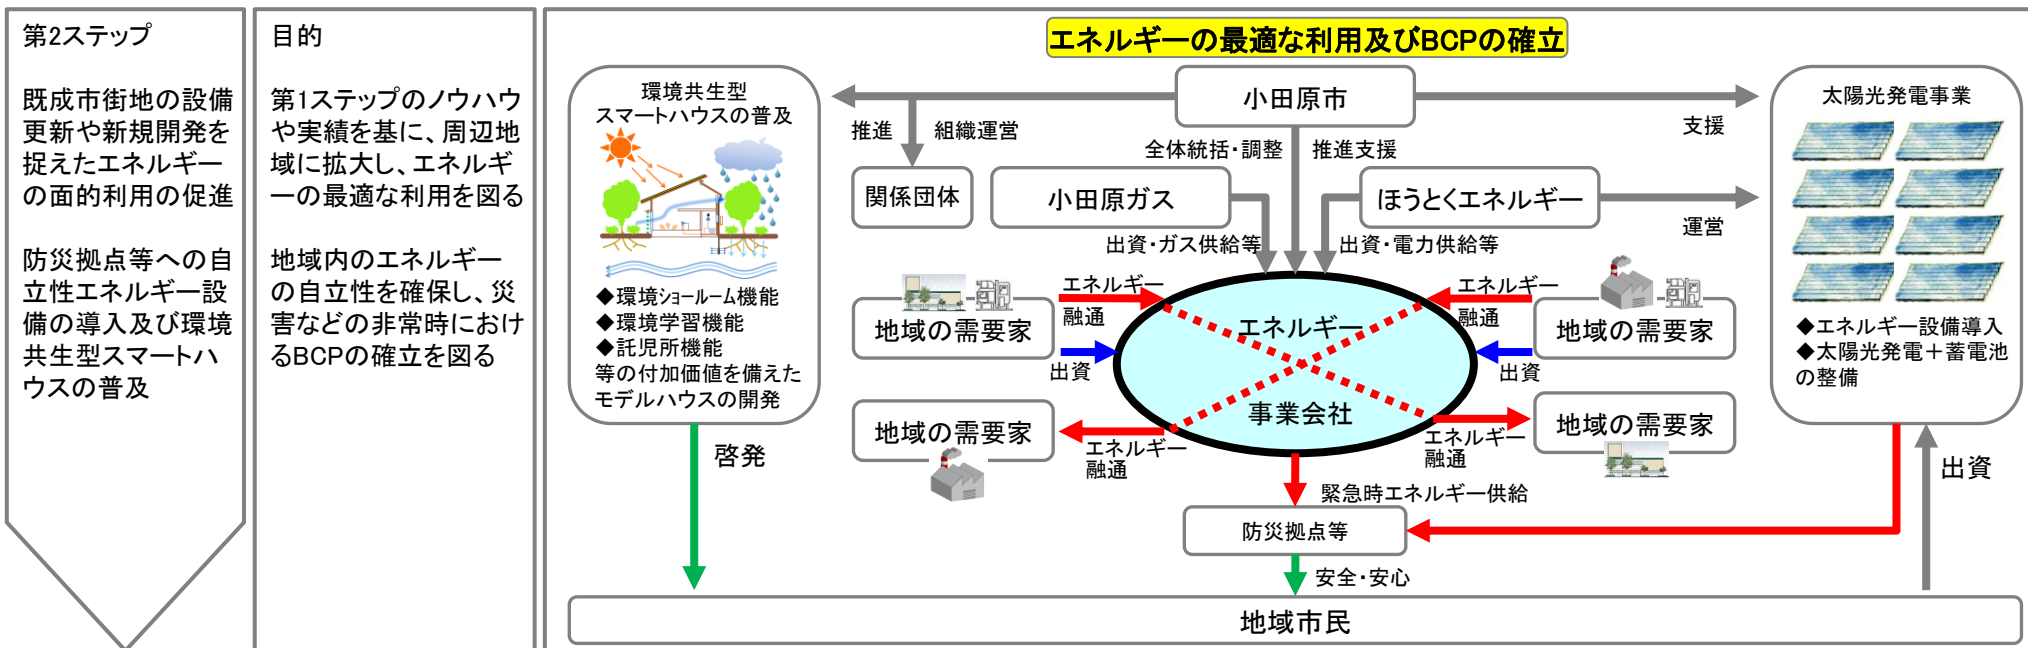 第2ステップ
既成市街地の設備
更新や新規開発を
捉えたエネルギー
の面的利用の促進
防災拠点等への自
立性エネルギー設
備の導入及び環境
共生型スマートハ
ウスの普及
目的
第1ステップのノウハウ
や実績を基に、周辺地
域に拡大し、エネルギ
ーの最適な利用を図る
地域内のエネルギー
の自立性を確保し、災
害などの非常時におけ
るBCPの確立を図る
エネルギーの最適な利用及びBCPの確立
環境共生型
スマートハウスの普及
◆環境ショールーム機能
◆環境学習機能
◆託児所機能
等の付加価値を備えた
モデルハウスの開発
啓発
推進
組織運営
関係団体
小田原市
全体統括・調整
推進支援
支援
小田原ガス
出資・ガス供給等
ほうとくエネルギー
出資・電力供給等
運営
太陽光発電事業
◆エネルギー設備導入
◆太陽光発電＋蓄電池
の整備
出資
地域の需要家
エネルギー
融通
出資
エネルギー
事業会社
エネルギー
融通
出資
地域の需要家
地域の需要家
エネルギー
融通
エネルギー
融通
地域の需要家
緊急時エネルギー供給
防災拠点等
安全・安心
地域市民